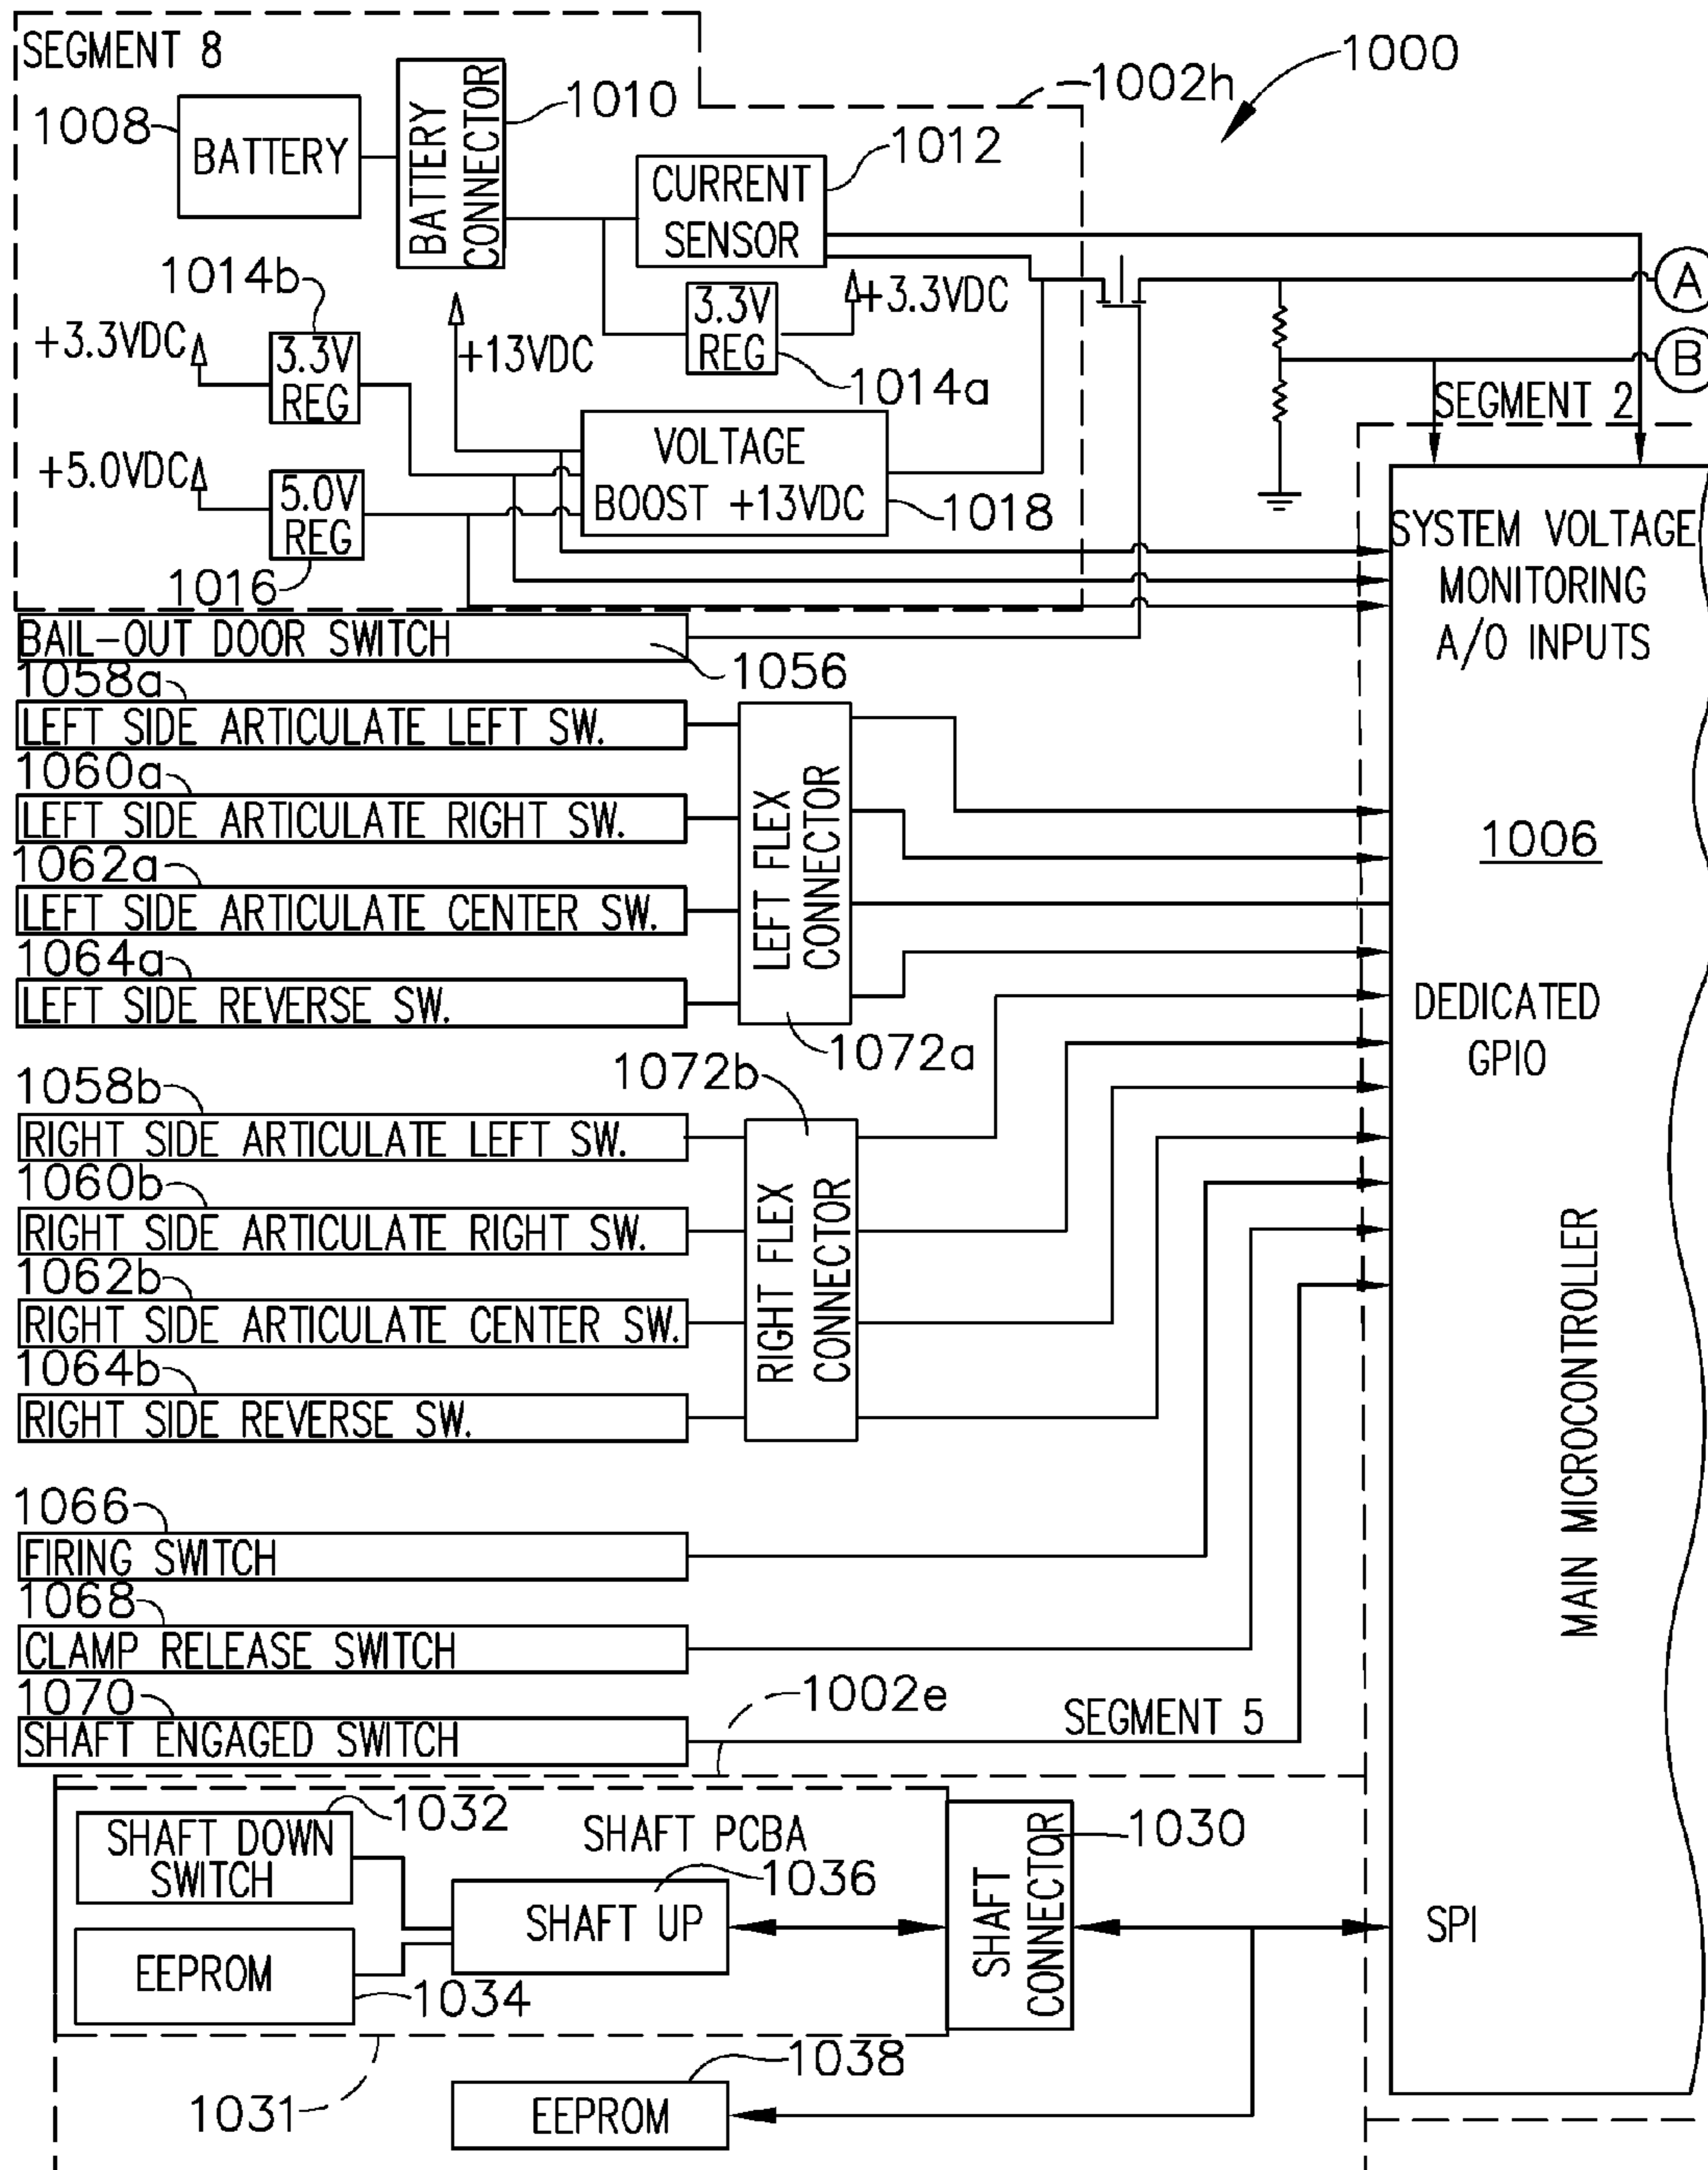 SEGMENT 8
1000
1002h
1008
BATTERY
BATTERY
CONNECTOR
1010
1012
CURRENT
SENSOR
A
1014b
+3.3VDC
3.3V
REG
+13VDC
3.3V
REG
+3.3VDC
1014a
B
SEGMENT 2
+5.0VDC
5.0V
REG
1016
VOLTAGE
BOOST +13VDC
1018
SYSTEM VOLTAGE
MONITORING
A/O INPUTS
BAIL-OUT DOOR SWITCH
1056
1058a
LEFT SIDE ARTICULATE LEFT SW.
1060a
LEFT SIDE ARTICULATE RIGHT SW.
1062a
LEFT SIDE ARTICULATE CENTER SW.
1064a
LEFT SIDE REVERSE SW.
LEFT FLEX
CONNECTOR
1072a
1006
DEDICATED
GPIO
1072b
1058b
RIGHT SIDE ARTICULATE LEFT SW.
1060b
RIGHT SIDE ARTICULATE RIGHT SW.
1062b
RIGHT SIDE ARTICULATE CENTER SW.
1064b
RIGHT SIDE REVERSE SW.
RIGHT FLEX
CONNECTOR
MAIN MICROCONTROLLER
1066
FIRING SWITCH
1068
CLAMP RELEASE SWITCH
1070
SHAFT ENGAGED SWITCH
1002e
SEGMENT 5
1032
SHAFT DOWN
SWITCH
SHAFT PCBA
1036
SHAFT UP
EEPROM
1034
SHAFT
CONNECTOR
1030
SPI
1031
1038
EEPROM